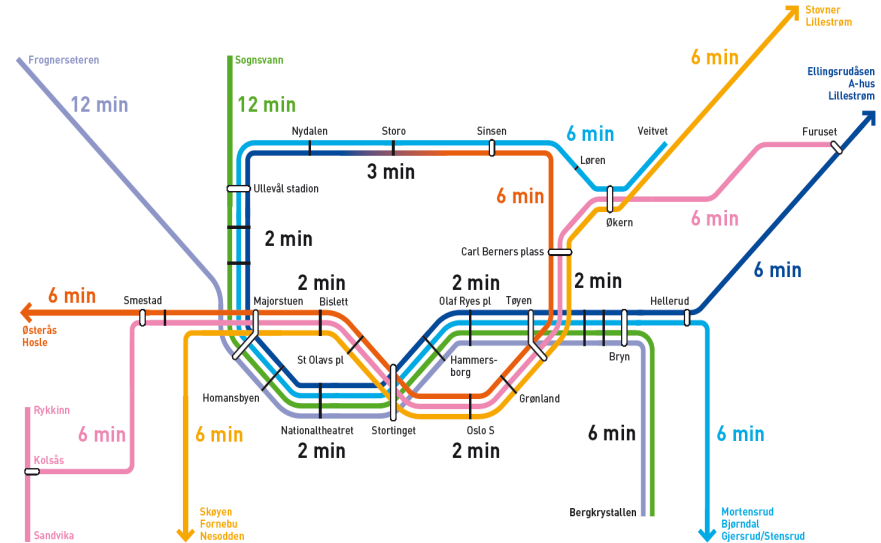 Stovner
Lillestrøm
Frognerseteren
Sognsvann
6 min
Ellingsrudåsen
A-hus
Lillestrøm
12 min
12 min
Nydalen
Storo
Sinsen
6 min
Veitvet
Furuset
3 min
Løren
Ullevål stadion
6 min
6 min
Økern
2 min
Carl Berners plass
6 min
2 min
2 min
2 min
6 min
Smestad
Majorstuen
Bislett
Olaf Ryes pl
Tøyen
Hellerud
Østerås
Hosle
St Olavs pl
Hammers-
borg
Bryn
Homansbyen
Grønland
Rykkinn
Nationaltheatret
Stortinget
Oslo S
6 min
6 min
2 min
2 min
6 min
6 min
Kolsås
Skøyen
Fornebu
Nesodden
Bergkrystallen
Mortensrud
Bjørndal
Gjersrud/Stensrud
Sandvika